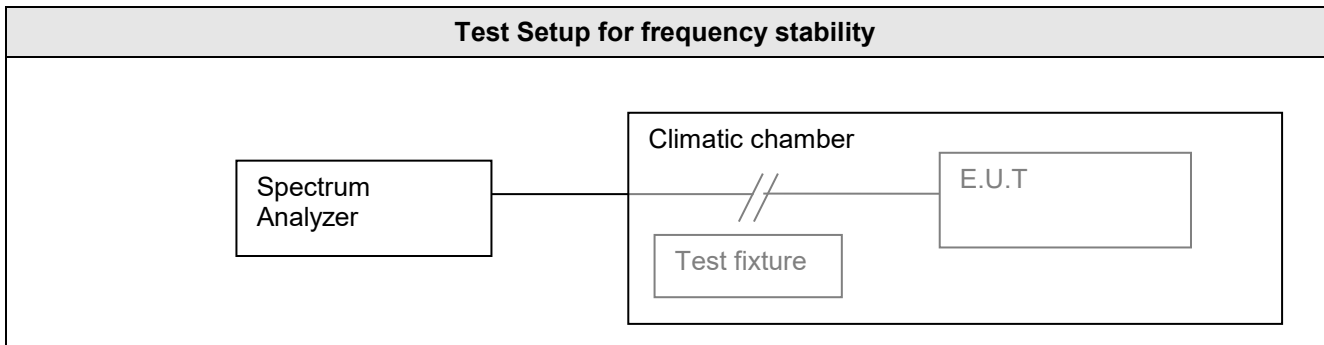 Test Setup for frequency stability
Climatic chamber
Spectrum
Analyzer
E.U.T
Test fixture